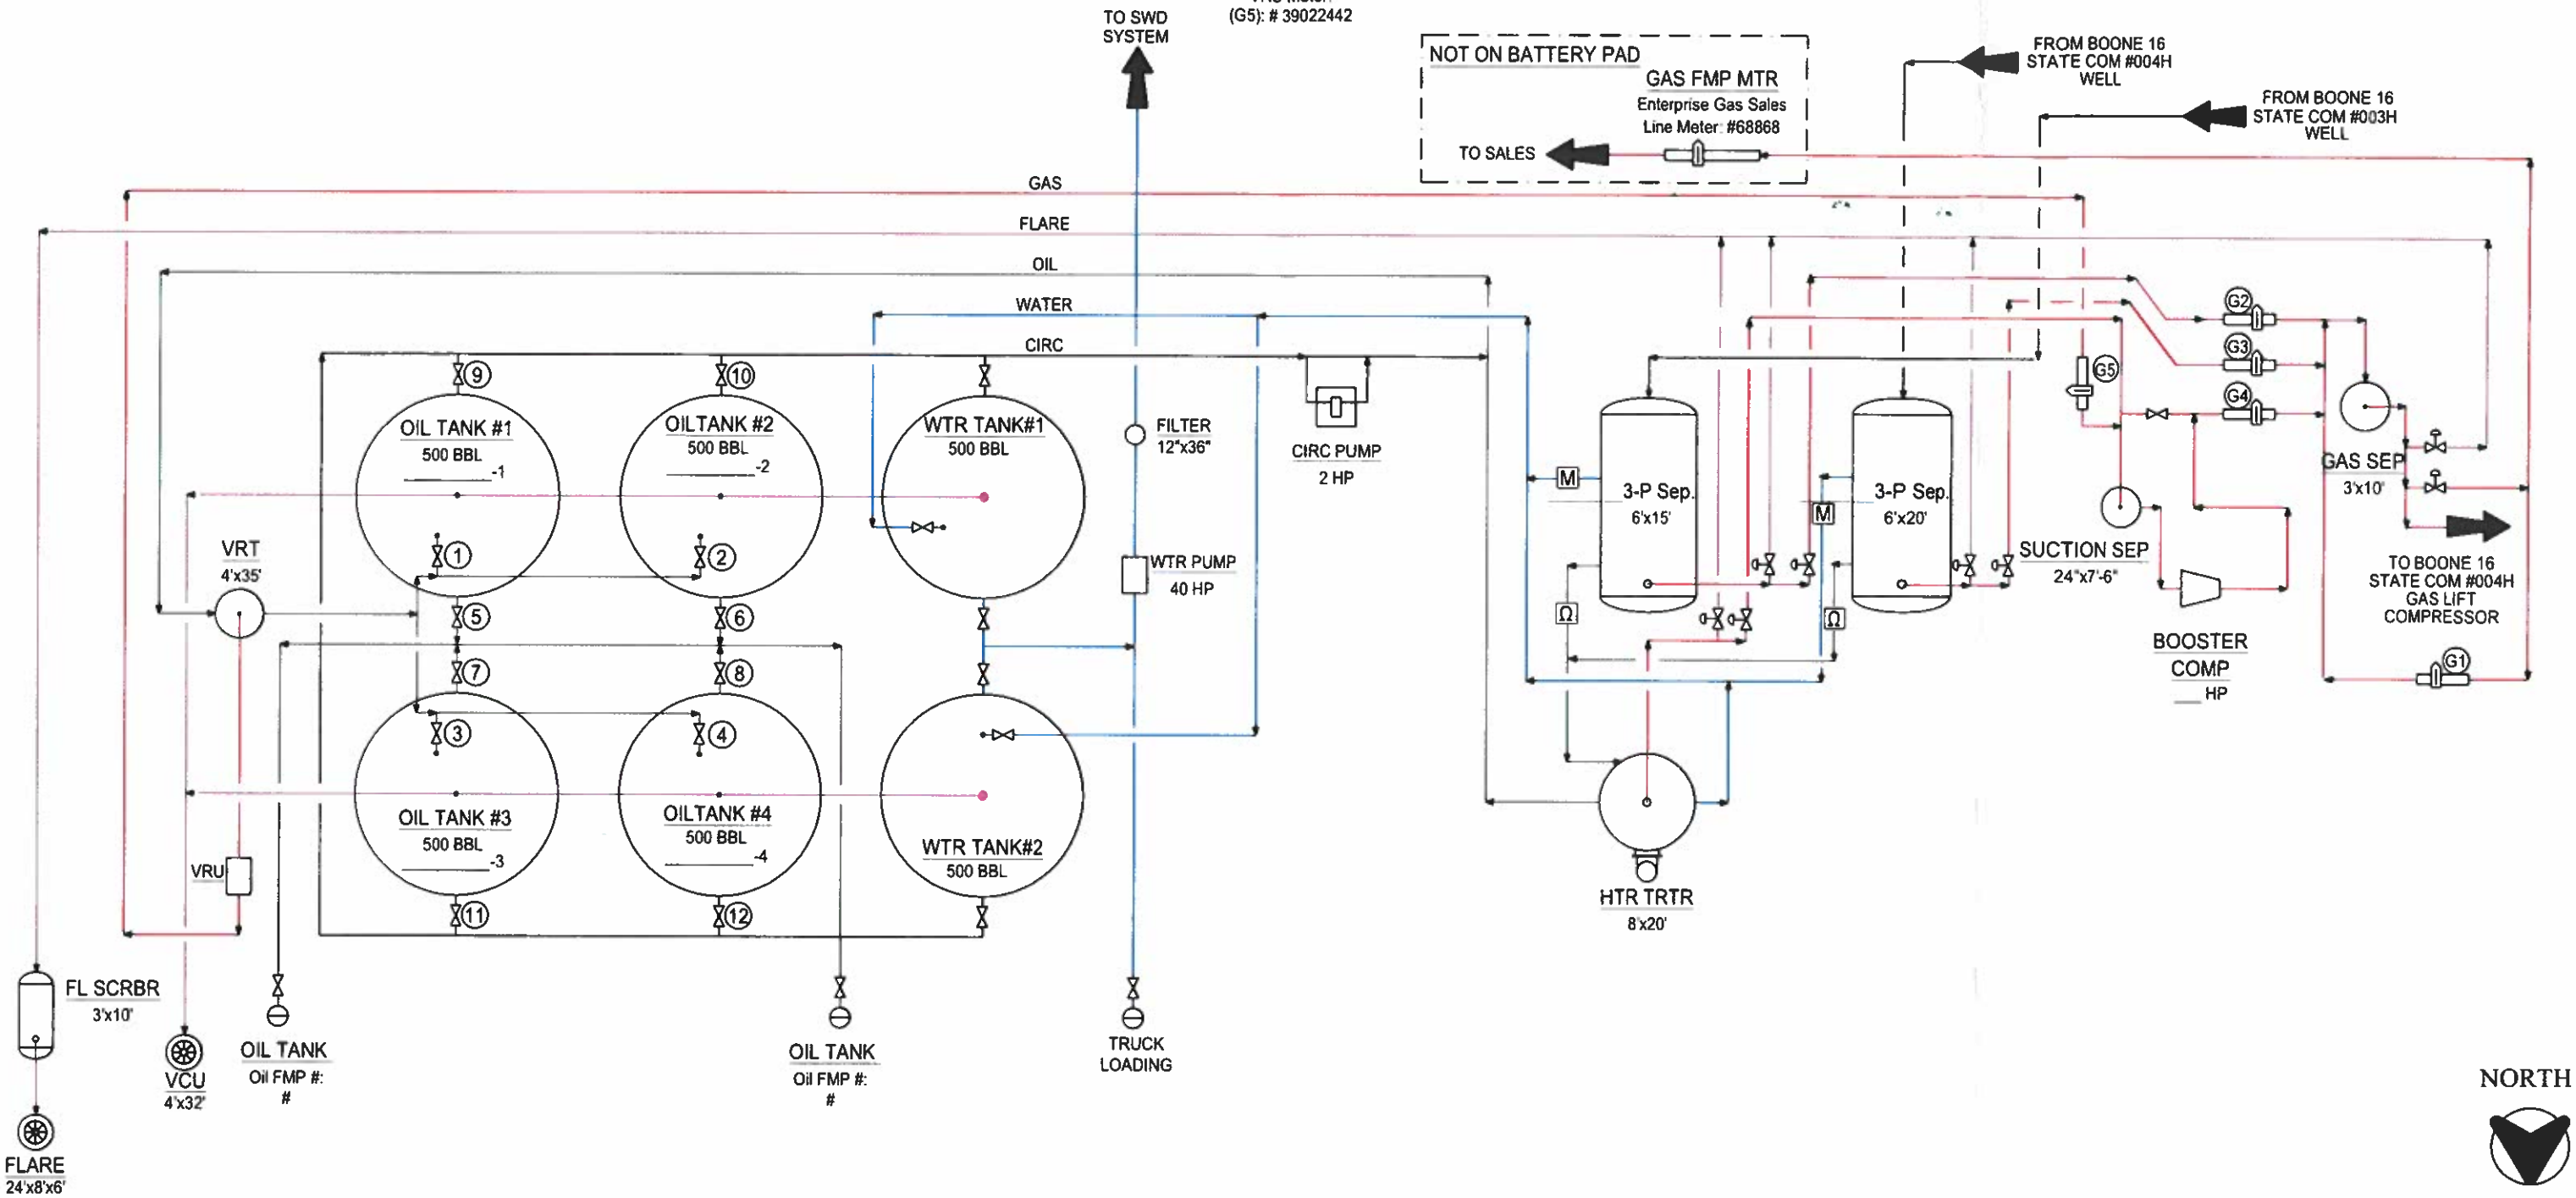 (G5): # 39022442
TO SWD
SYSTEM
NOT ON BATTERY PAD
GAS FMP MTR
Enterprise Gas Sales
Line Meter: #68868
TO SALES
FROM BOONE 16
STATE COM #004H
WELL
FROM BOONE 16
STATE COM #003H
WELL
GAS
FLARE
OIL
WATER
CIRC
G2
G3
G4
G5
9
10
OIL TANK #1
500 BBL
-1
OILTANK #2
500 BBL
-2
WTR TANK#1
500 BBL
FILTER
12"x36"
CIRC PUMP
2 HP
M
3-P Sep.
6'x15'
M
3-P Sep.
6'x20'
GAS SEP
3'x10'
SUCTION SEP
24"x7'-6"
TO BOONE 16
STATE COM #004H
GAS LIFT
COMPRESSOR
BOOSTER
COMP
___ HP
G1
VRT
4'x35'
1
2
5
6
WTR PUMP
40 HP
Ω
Ω
7
8
3
4
OIL TANK #3
500 BBL
-3
OILTANK #4
500 BBL
-4
WTR TANK#2
500 BBL
VRU
11
12
HTR TRTR
8'x20'
FL SCRBR
3'x10'
VCU
4'x32'
OIL TANK
Oil FMP #:
#
OIL TANK
Oil FMP #:
#
TRUCK
LOADING
FLARE
24'x8'x6'
NORTH